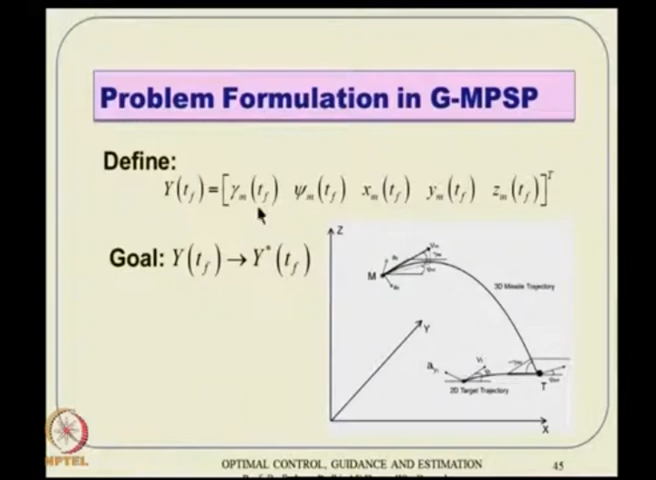 Problem Formulation in G-MPSP
Define:
Y(t_f) = [γ_m(t_f) ψ_m(t_f) x_m(t_f) y_m(t_f) z_m(t_f)]^T
Goal: Y(t_f) → Y*(t_f)
Z
M
3D Missile Trajectory
Y
T
2D Target Trajectory
X
NPTEL
OPTIMAL CONTROL, GUIDANCE AND ESTIMATION 45